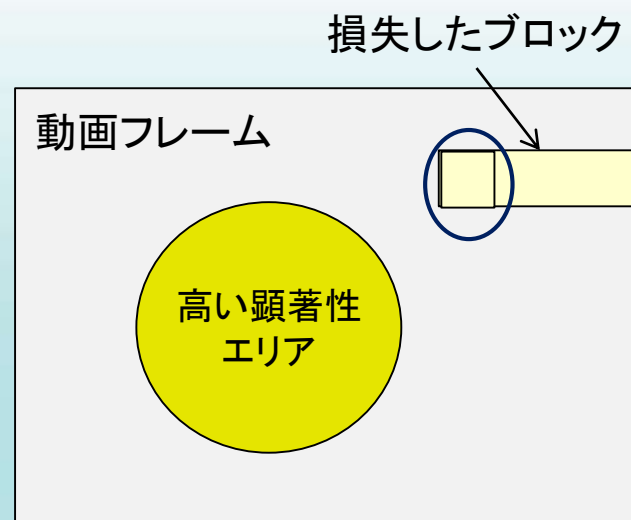 損失したブロック
動画フレーム
高い顕著性
エリア